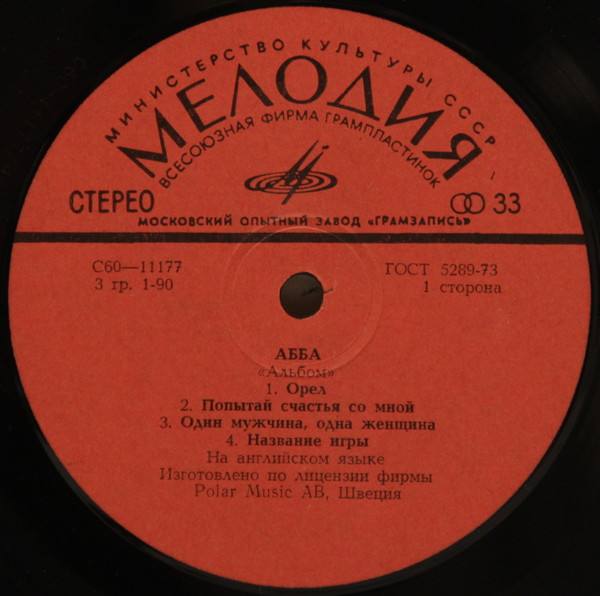 МИНИСТЕРСТВО КУЛЬТУРЫ СССР
МЕЛОДИЯ
ВСЕСОЮЗНАЯ ФИРМА ГРАМПЛАСТИНОК
СТЕРЕО
33
МОСКОВСКИЙ ОПЫТНЫЙ ЗАВОД «ГРАМЗАПИСЬ»
С60—11177
ГОСТ 5289-73
3 гр. 1-90
1 сторона
АББА
«Альбом»
1. Орел
2. Попытай счастья со мной
3. Один мужчина, одна женщина
4. Название игры
На английском языке
Изготовлено по лицензии фирмы
Polar Music AB, Швеция